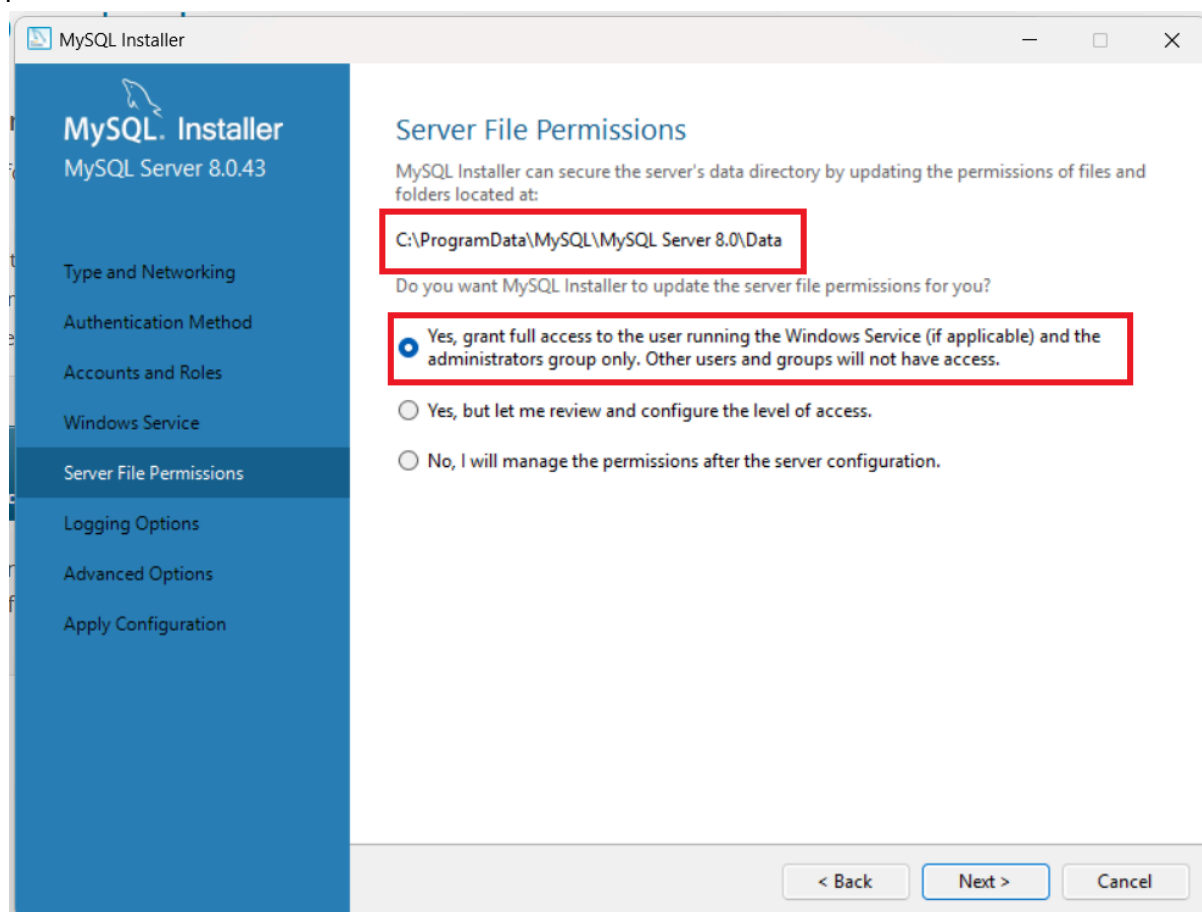 MySQL Installer
MySQL. Installer
MySQL Server 8.0.43
Type and Networking
Authentication Method
Accounts and Roles
Windows Service
Server File Permissions
Logging Options
Advanced Options
Apply Configuration
Server File Permissions
MySQL Installer can secure the server's data directory by updating the permissions of files and
folders located at:
C:\ProgramData\MySQL\MySQL Server 8.0\Data
Do you want MySQL Installer to update the server file permissions for you?
Yes, grant full access to the user running the Windows Service (if applicable) and the
administrators group only. Other users and groups will not have access.
Yes, but let me review and configure the level of access.
No, I will manage the permissions after the server configuration.
< Back
Next >
Cancel